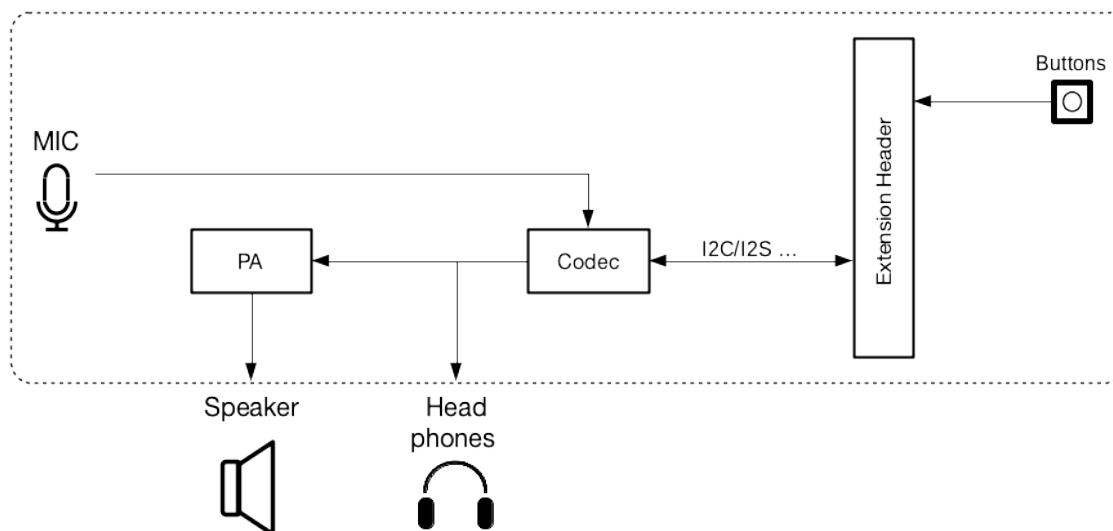 Buttons
MIC
Extension Header
PA
Codec
I2C/I2S ...
Speaker
Head
phones